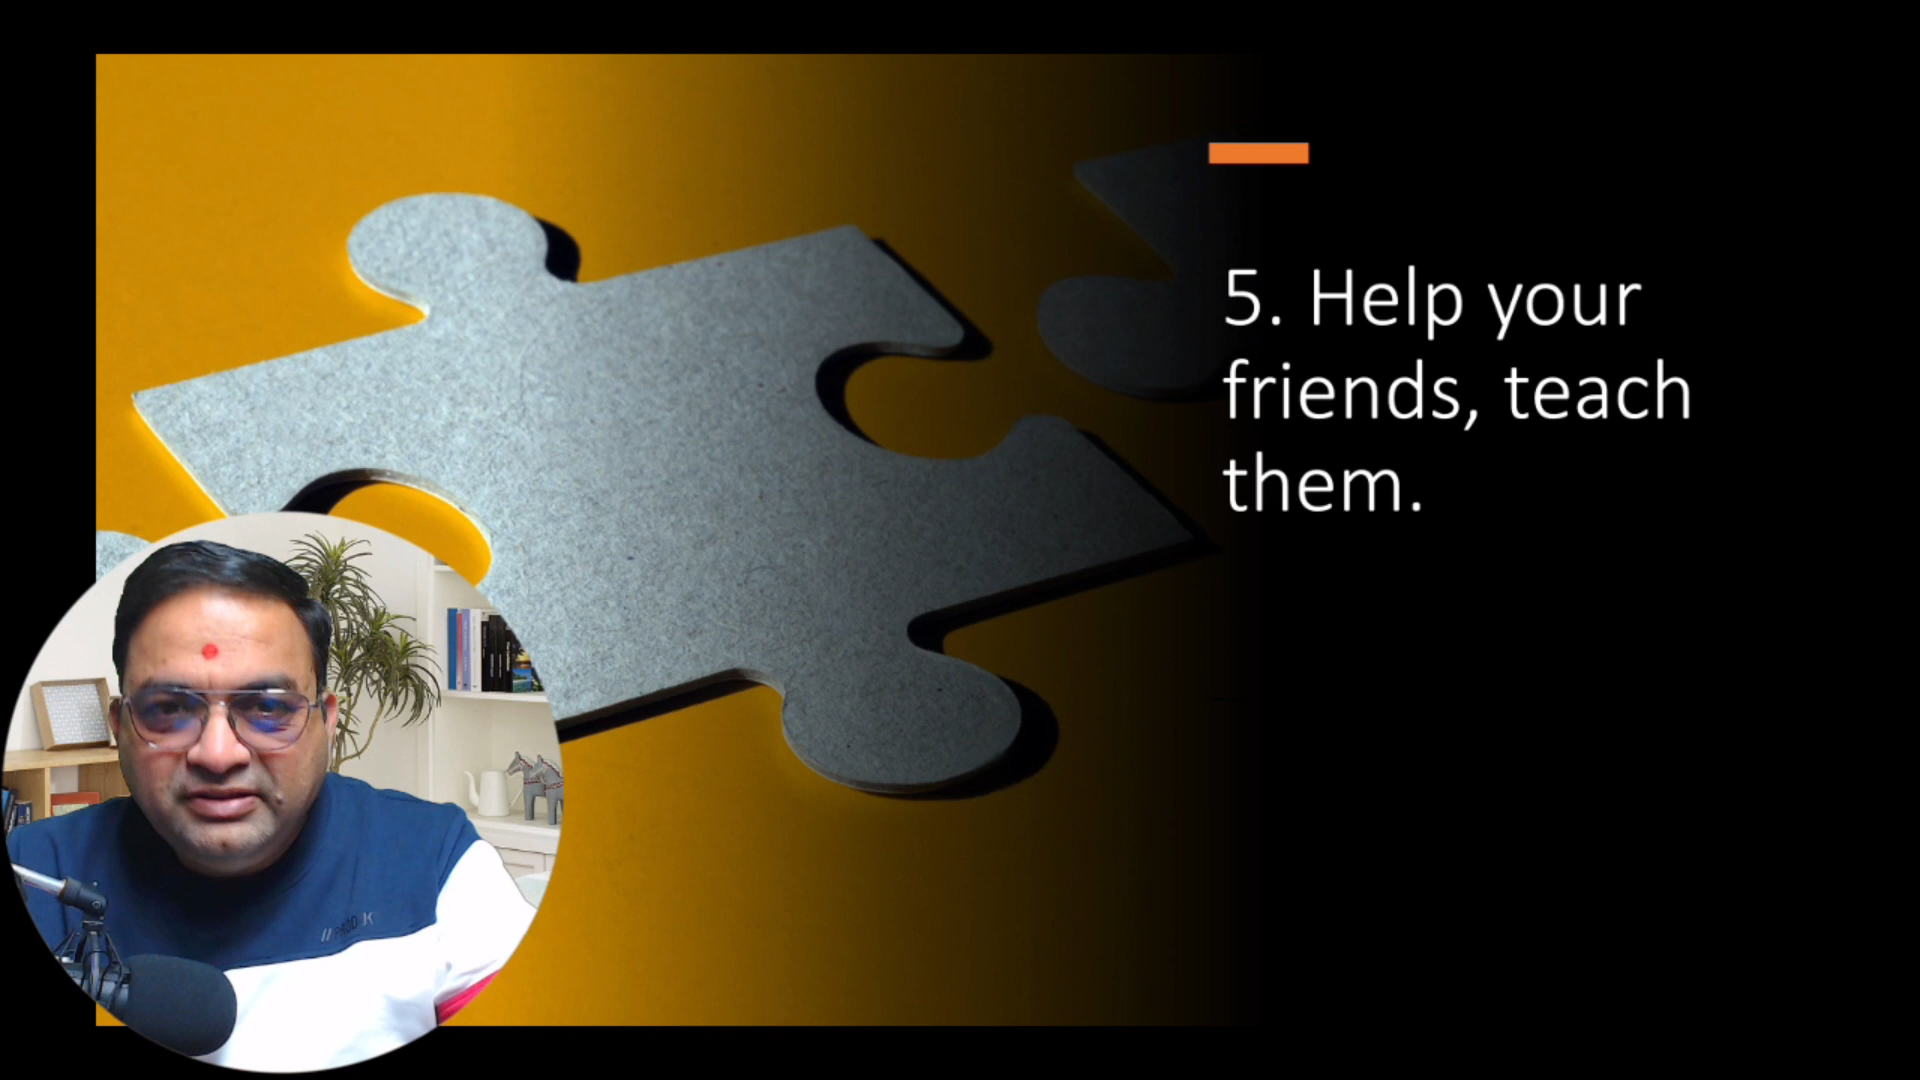 5. Help your
friends, teach
them.